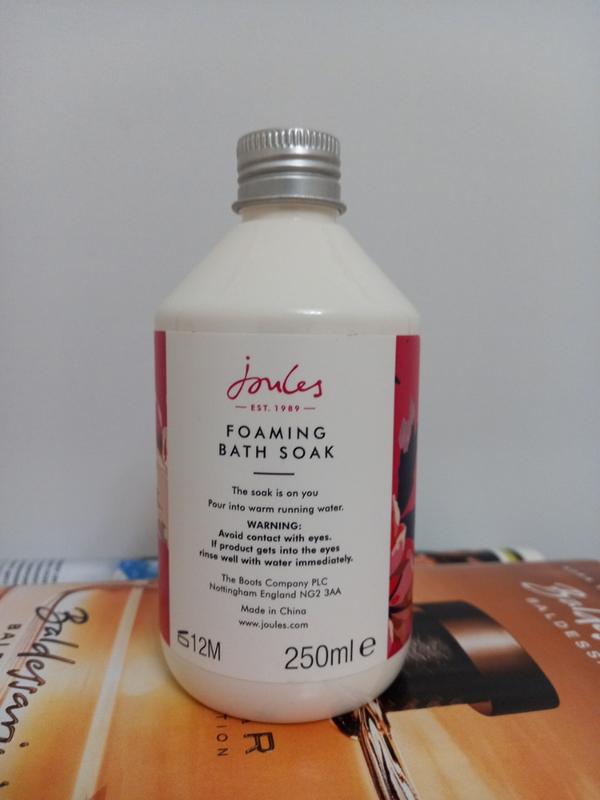 joules
EST. 1989
FOAMING
BATH SOAK
The soak is on you
Pour into warm running water.
WARNING:
Avoid contact with eyes.
If product gets into the eyes
rinse well with water immediately.
The Boots Company PLC
Nottingham England NG2 3AA
Made in China
www.joules.com
12M
250ml e
Baldessarini